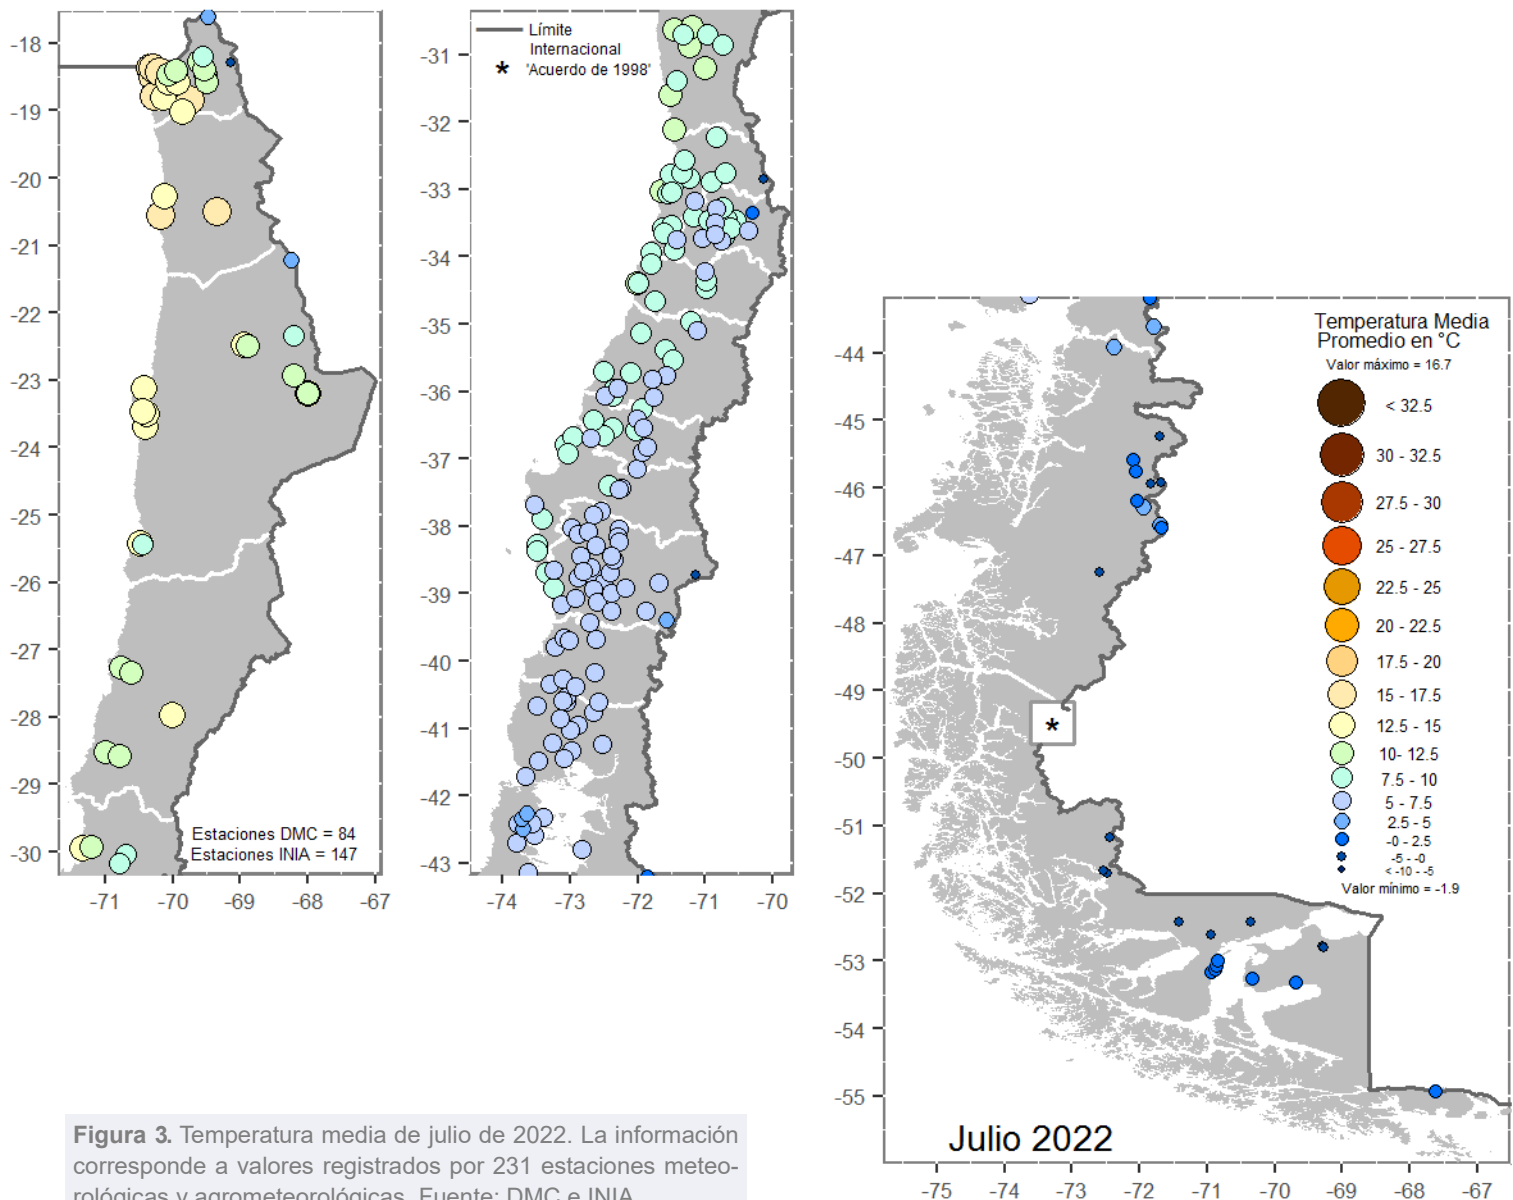 -18
-19
-20
-21
-22
-23
-24
-25
-26
-27
-28
-29
-30
-71
-70
-69
-68
-67
Estaciones DMC = 84
Estaciones INIA = 147
-31
-32
-33
-34
-35
-36
-37
-38
-39
-40
-41
-42
-43
-74
-73
-72
-71
-70
Límite
Internacional
* 'Acuerdo de 1998'
-44
-45
-46
-47
-48
-49
-50
-51
-52
-53
-54
-55
-75
-74
-73
-72
-71
-70
-69
-68
-67
*
Temperatura Media
Promedio en °C
Valor máximo = 16.7
< 32.5
30 - 32.5
27.5 - 30
25 - 27.5
22.5 - 25
20 - 22.5
17.5 - 20
15 - 17.5
12.5 - 15
10- 12.5
7.5 - 10
5 - 7.5
2.5 - 5
-0 - 2.5
-5 - -0
< -10 - -5
Valor mínimo = -1.9
Julio 2022
Figura 3. Temperatura media de julio de 2022. La información
corresponde a valores registrados por 231 estaciones meteo-
rológicas y agrometeorológicas. Fuente: DMC e INIA